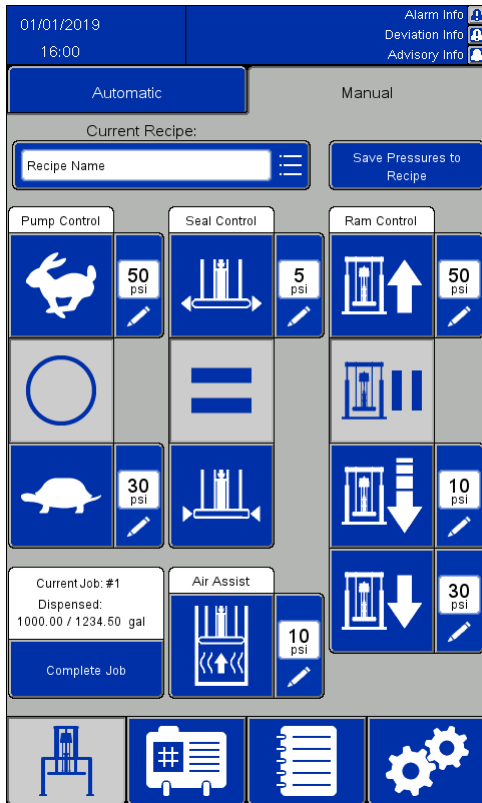 01/01/2019
16:00
Alarm Info
Deviation Info
Advisory Info
Automatic
Manual
Current Recipe:
Recipe Name
Save Pressures to
Recipe
Pump Control
Seal Control
Ram Control
50
psi
5
psi
50
psi
30
psi
10
psi
Current Job: #1
Dispensed:
1000.00 / 1234.50 gal
Complete Job
Air Assist
10
psi
30
psi
#